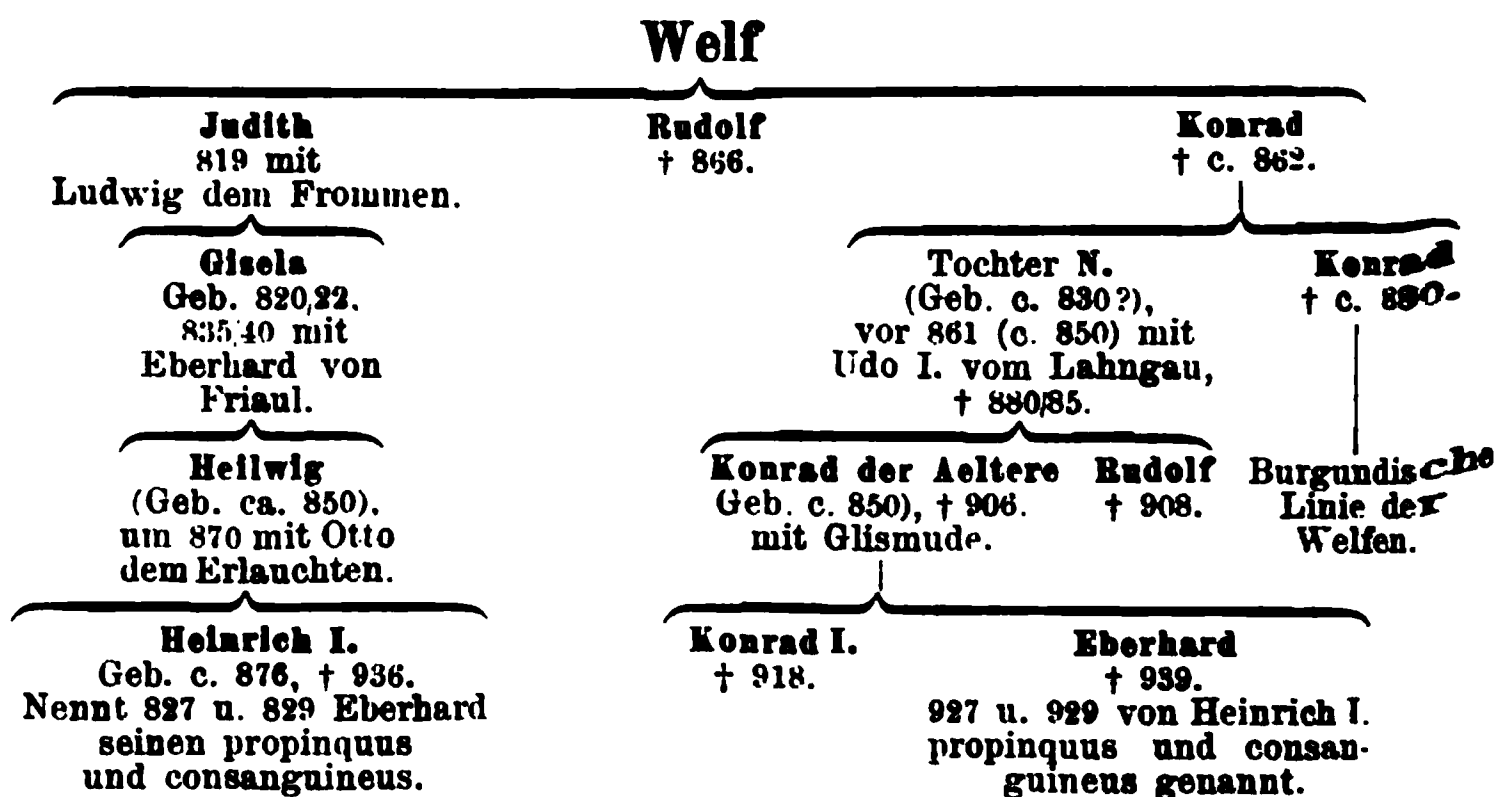 Welf
Judith
819 mit
Ludwig dem Frommen.
Rudolf
† 866.
Konrad
† c. 862.
Gisela
Geb. 820/22.
835/40 mit
Eberhard von
Friaul.
Tochter N.
(Geb. c. 830?),
vor 861 (c. 850) mit
Udo I. vom Lahngau,
† 880/85.
Konrad
† c.
Heilwig
(Geb. ca. 850).
um 870 mit Otto
dem Erlauchten.
Konrad der Aeltere
Geb. c. 850), † 906.
mit Glismude.
Rudolf
† 908.
Burgundische
Linie der
Welfen.
Heinrich I.
Geb. c. 876, † 936.
Nennt 827 u. 829 Eberhard
seinen propinquus
und consanguineus.
Konrad I.
† 918.
Eberhard
† 939.
927 u. 929 von Heinrich I.
propinquus und consan-
guineus genannt.